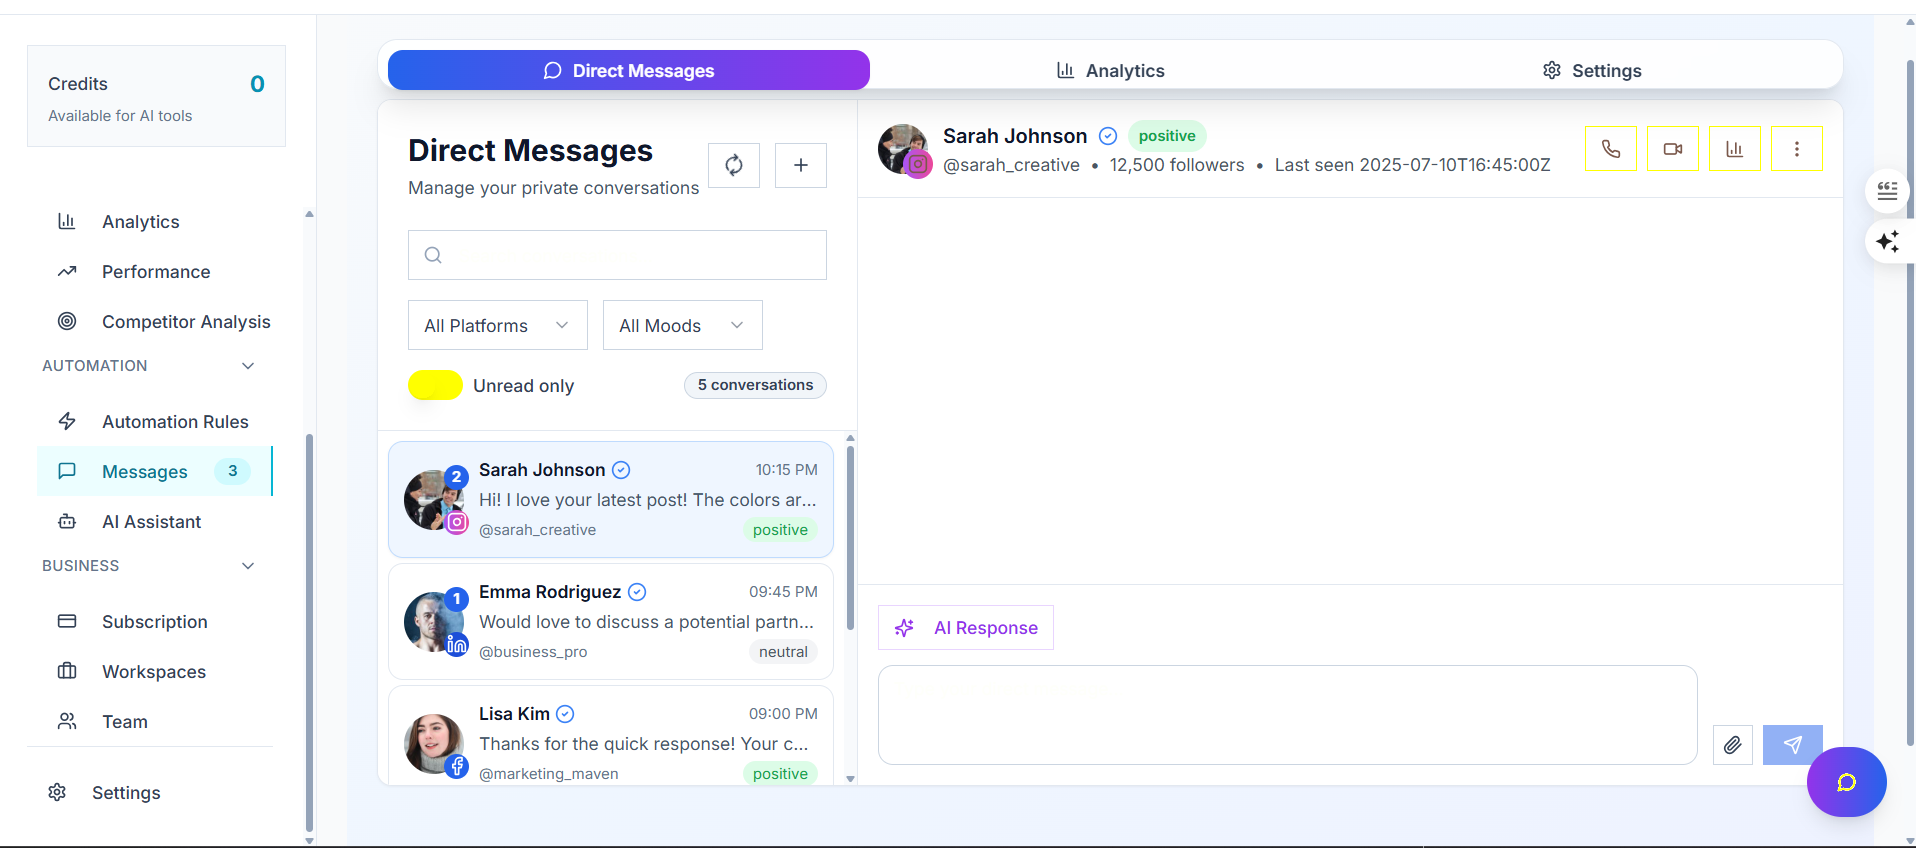 Credits
0
Available for AI tools
Analytics
Performance
Competitor Analysis
AUTOMATION
Automation Rules
Messages
3
AI Assistant
BUSINESS
Subscription
Workspaces
Team
Settings
Direct Messages
Analytics
Settings
Direct Messages
Manage your private conversations
All Platforms
All Moods
Unread only
5 conversations
2
Sarah Johnson
10:15 PM
Hi! I love your latest post! The colors ar...
@sarah_creative
positive
1
Emma Rodriguez
09:45 PM
Would love to discuss a potential partn...
@business_pro
neutral
Lisa Kim
09:00 PM
Thanks for the quick response! Your c...
@marketing_maven
positive
Sarah Johnson
positive
@sarah_creative • 12,500 followers • Last seen 2025-07-10T16:45:00Z
AI Response